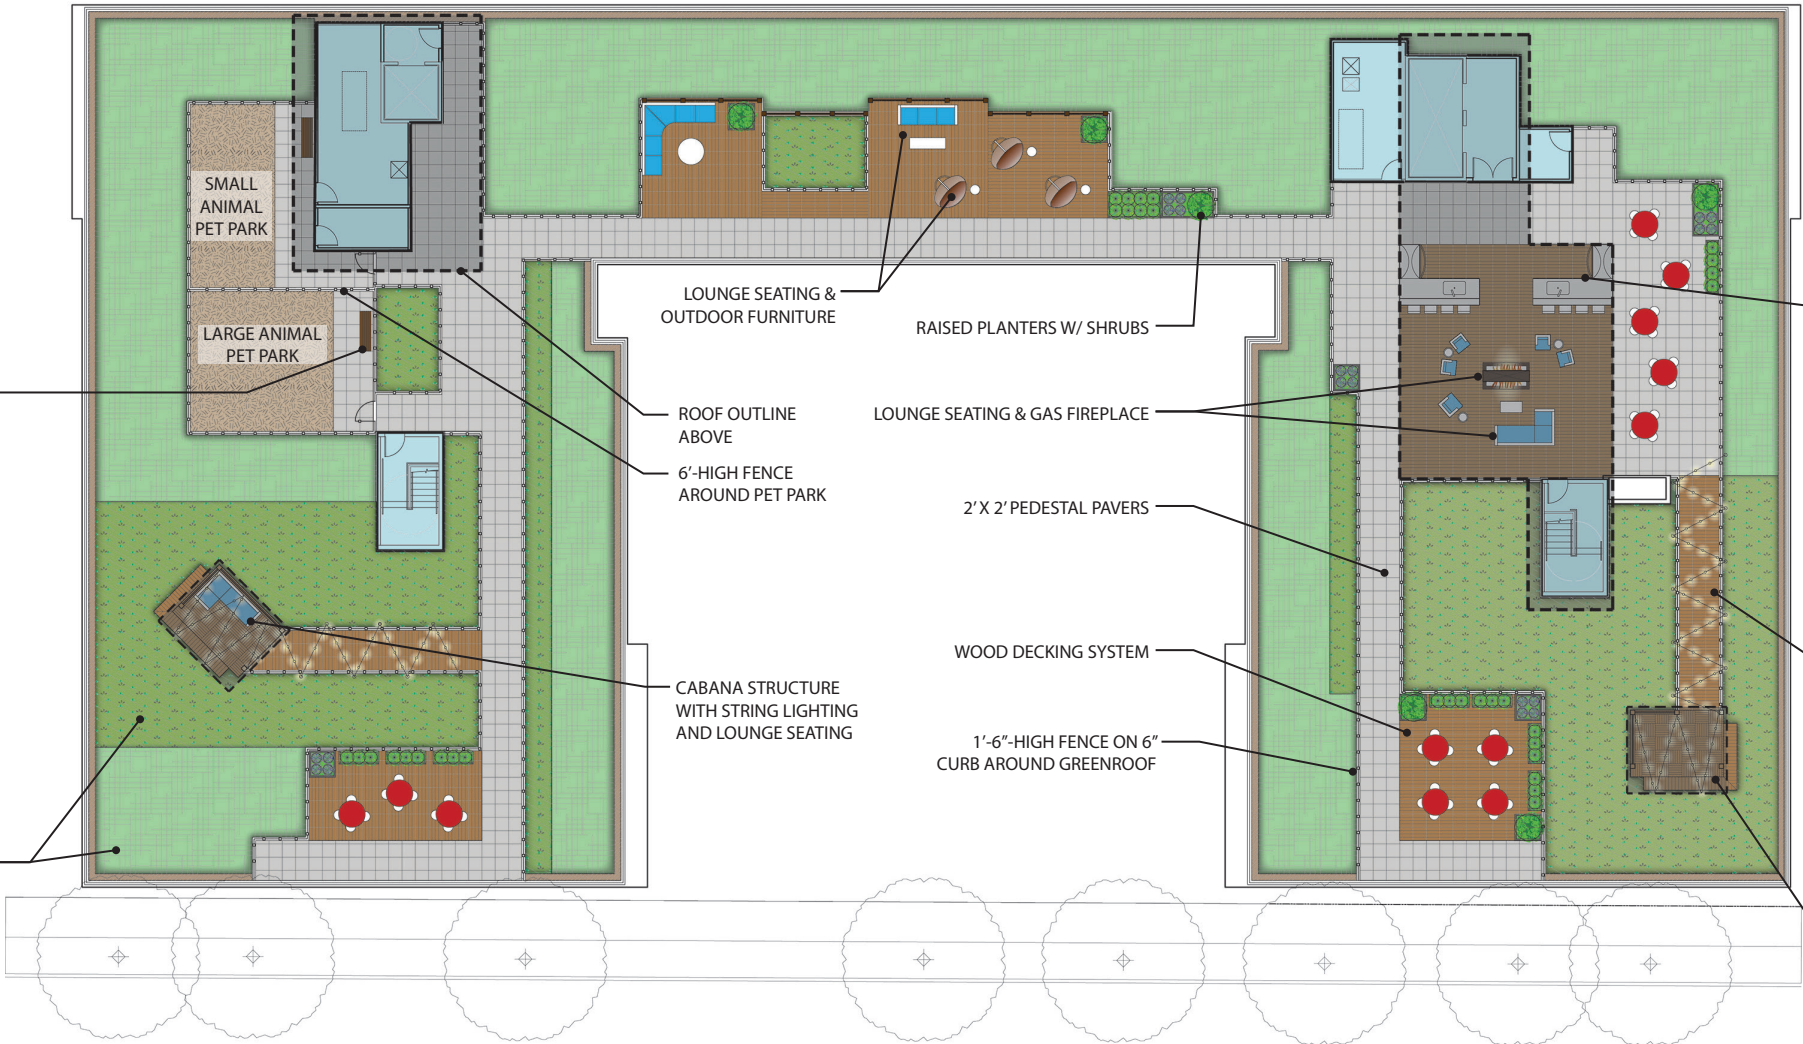 SMALL
ANIMAL
PET PARK
LARGE ANIMAL
PET PARK
LOUNGE SEATING &
OUTDOOR FURNITURE
RAISED PLANTERS W/ SHRUBS
ROOF OUTLINE
ABOVE
LOUNGE SEATING & GAS FIREPLACE
6'-HIGH FENCE
AROUND PET PARK
2' X 2' PEDESTAL PAVERS
WOOD DECKING SYSTEM
CABANA STRUCTURE
WITH STRING LIGHTING
AND LOUNGE SEATING
1'-6"-HIGH FENCE ON 6"
CURB AROUND GREENROOF